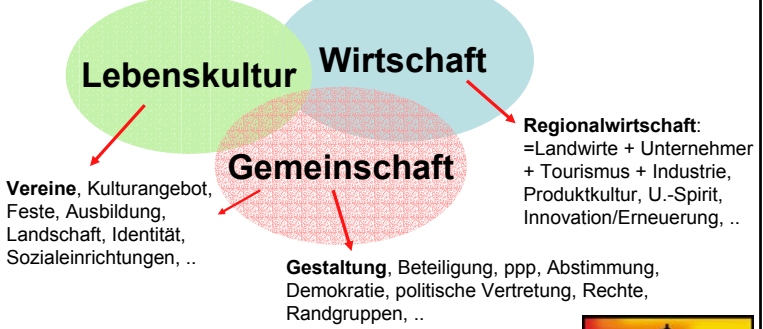 Lebenskultur
Wirtschaft
Gemeinschaft
Regionalwirtschaft:
=Landwirte + Unternehmer
+ Tourismus + Industrie,
Produktkultur, U.-Spirit,
Innovation/Erneuerung, ..
Vereine, Kulturangebot,
Feste, Ausbildung,
Landschaft, Identität,
Sozialeinrichtungen, ..
Gestaltung, Beteiligung, ppp, Abstimmung,
Demokratie, politische Vertretung, Rechte,
Randgruppen, ..